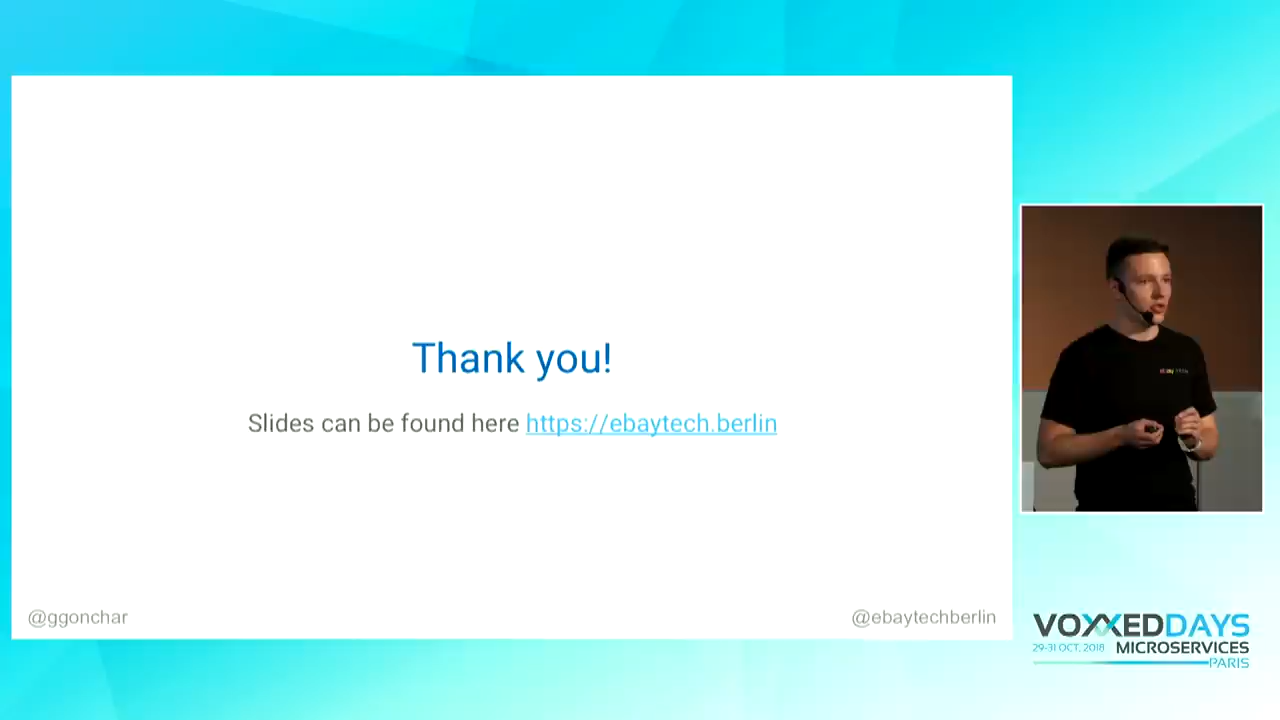 Thank you!
Slides can be found here https://ebaytech.berlin
@ggonchar
@ebaytechberlin
VOXXEDDAYS
29-31 OCT. 2018 MICROSERVICES
PARIS